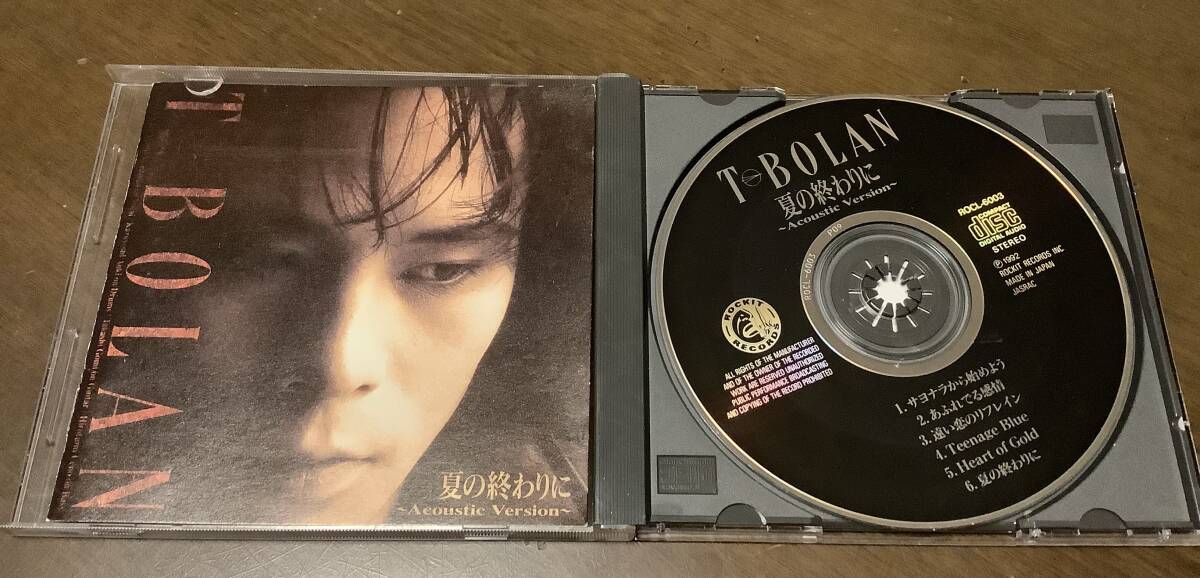 T-BOLAN
夏の終わりに
~Acoustic Version~
T-BOLAN
夏の終わりに
~Acoustic Version~
P09
ROCL-6003
ROCL-6003
COMPACT
disc
DIGITAL AUDIO
STEREO
℗1992
ROCKIT RECORDS INC
MADE IN JAPAN
JASRAC
ROCKIT
RECORDS
ALL RIGHTS OF THE MANUFACTURER
AND OF THE OWNER OF THE RECORDED
WORK ARE RESERVED UNAUTHORIZED
PUBLIC PERFORMANCE BROADCASTING
AND COPYING OF THE RECORD PROHIBITED
1. サヨナラから始めよう
2. あふれてる感情
3. 遠い恋のリフレイン
4. Teenage Blue
5. Heart of Gold
6. 夏の終わりに